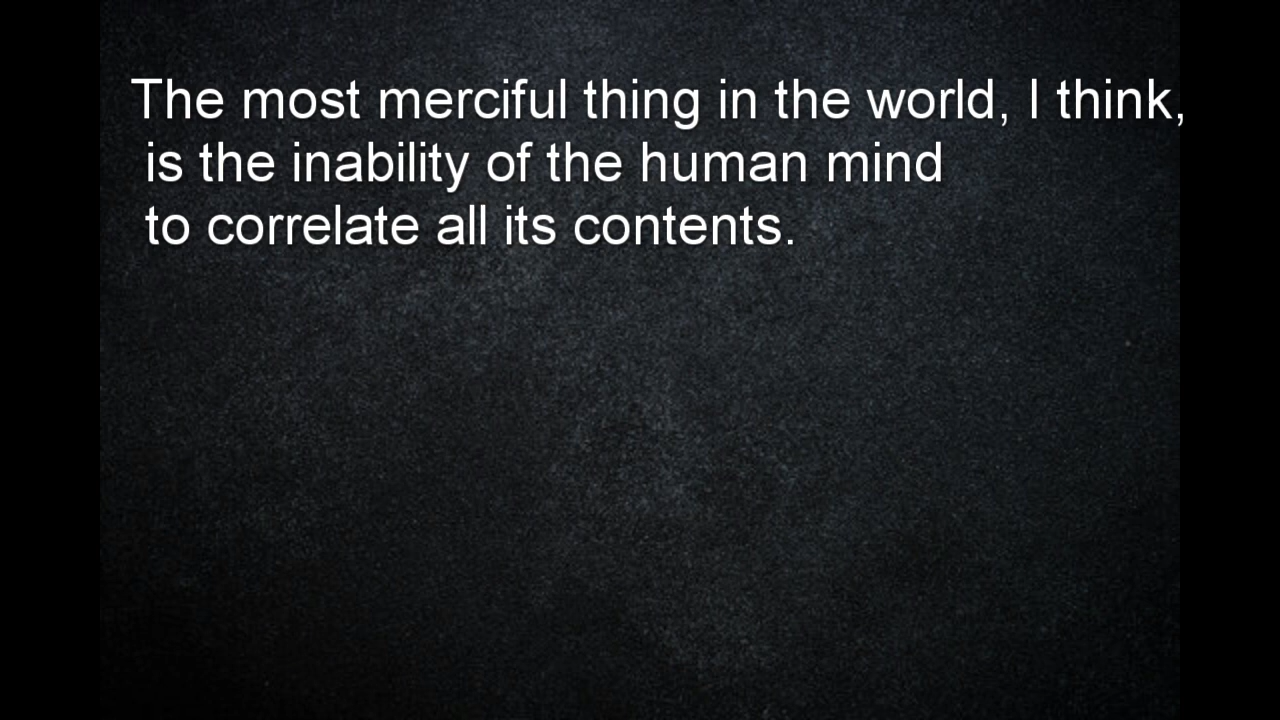 The most merciful thing in the world, I think,
is the inability of the human mind
to correlate all its contents.